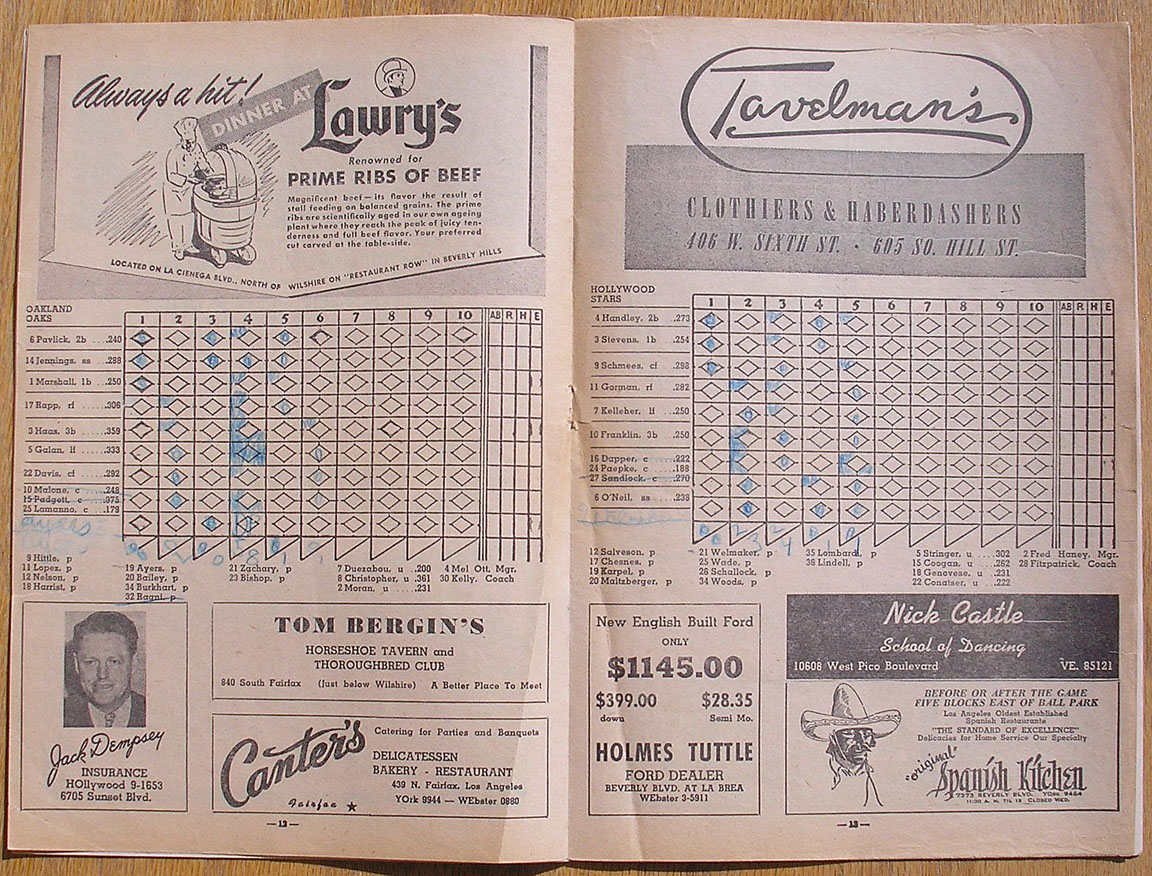 Always a hit!
DINNER AT
Lawry's
Renowned for
PRIME RIBS OF BEEF
Magnificent beef — its flavor the result of
stall feeding on balanced grains. The prime
ribs are scientifically aged in our own ageing
plant where they reach the peak of juicy ten-
derness and full beef flavor. Your preferred
cut carved at the table-side.
LOCATED ON LA CIENEGA BLVD., NORTH OF WILSHIRE ON "RESTAURANT ROW" IN BEVERLY HILLS
OAKLAND
OAKS
1 2 3 4 5 6 7 8 9 10 AB R H E
6 Pavlick, 2b ..240
14 Jennings, ss ...288
1 Marshall, 1b ..250
17 Rapp, rf ......306
3 Haas, 3b .....359
5 Galan, lf .....333
22 Davis, cf .....292
10 Malone, c ....248
15 Padgett, c ....375
25 Lamanno, c ..179
Ayers
9 Hittle, p
11 Lopez, p
12 Nelson, p
18 Harrist, p
19 Ayers, p
20 Bailey, p
34 Burkhart, p
32 Ragni, p
21 Zachary, p
23 Bishop, p
7 Duezabou, u ..200
8 Christopher, u .361
2 Moran, u ...231
4 Mel Ott, Mgr.
30 Kelly, Coach
Jack Dempsey
INSURANCE
HOllywood 9-1653
6705 Sunset Blvd.
TOM BERGIN'S
HORSESHOE TAVERN and
THOROUGHBRED CLUB
840 South Fairfax (Just below Wilshire) A Better Place To Meet
Canter's
Fairfax
Catering for Parties and Banquets
DELICATESSEN
BAKERY - RESTAURANT
439 N. Fairfax, Los Angeles
YOrk 9944 — WEbster 0880
—12—
Tavelman's
CLOTHIERS & HABERDASHERS
406 W. SIXTH ST. • 605 SO. HILL ST.
HOLLYWOOD
STARS
1 2 3 4 5 6 7 8 9 10 AB R H E
4 Handley, 2b ..273
3 Stevens, 1b ...254
9 Schmees, cf ...298
11 Gorman, rf ...282
7 Kelleher, lf ...250
10 Franklin, 3b ..250
16 Dapper, c ....222
24 Paepke, c ....188
27 Sandlock, c ..270
6 O'Neil, ss ....238
12 Salveson, p
17 Chesnes, p
19 Karpel, p
20 Maltzberger, p
21 Welmaker, p
25 Wade, p
26 Schallock, p
34 Woods, p
35 Lombardi, p
36 Lindell, p
5 Stringer, u ....302
15 Coogan, u ....262
18 Genovese, u ..231
22 Conatser, u ..222
2 Fred Haney, Mgr.
28 Fitzpatrick, Coach
New English Built Ford
ONLY
$1145.00
$399.00 $28.35
down Semi Mo.
HOLMES TUTTLE
FORD DEALER
BEVERLY BLVD. AT LA BREA
WEbster 3-5911
Nick Castle
School of Dancing
10608 West Pico Boulevard VE. 85121
BEFORE OR AFTER THE GAME
FIVE BLOCKS EAST OF BALL PARK
Los Angeles Oldest Established
Spanish Restaurante
"THE STANDARD OF EXCELLENCE"
Delicacies for Home Service Our Specialty
"original"
Spanish Kitchen
7373 BEVERLY BLVD. YORK 9464
11:30 A. M. TIL 12 CLOSED WED.
—13—